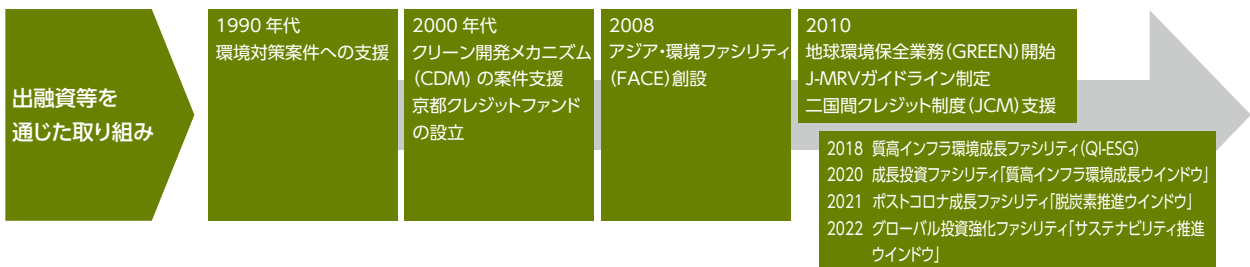 出融資等を
通じた取り組み
1990 年代
環境対策案件への支援
2000 年代
クリーン開発メカニズム
(CDM) の案件支援
京都クレジットファンド
の設立
2008
アジア・環境ファシリティ
(FACE)創設
2010
地球環境保全業務(GREEN)開始
J-MRVガイドライン制定
二国間クレジット制度(JCM)支援
2018 質高インフラ環境成長ファシリティ(QI-ESG)
2020 成長投資ファシリティ「質高インフラ環境成長ウインドウ」
2021 ポストコロナ成長ファシリティ「脱炭素推進ウインドウ」
2022 グローバル投資強化ファシリティ「サステナビリティ推進
ウインドウ」